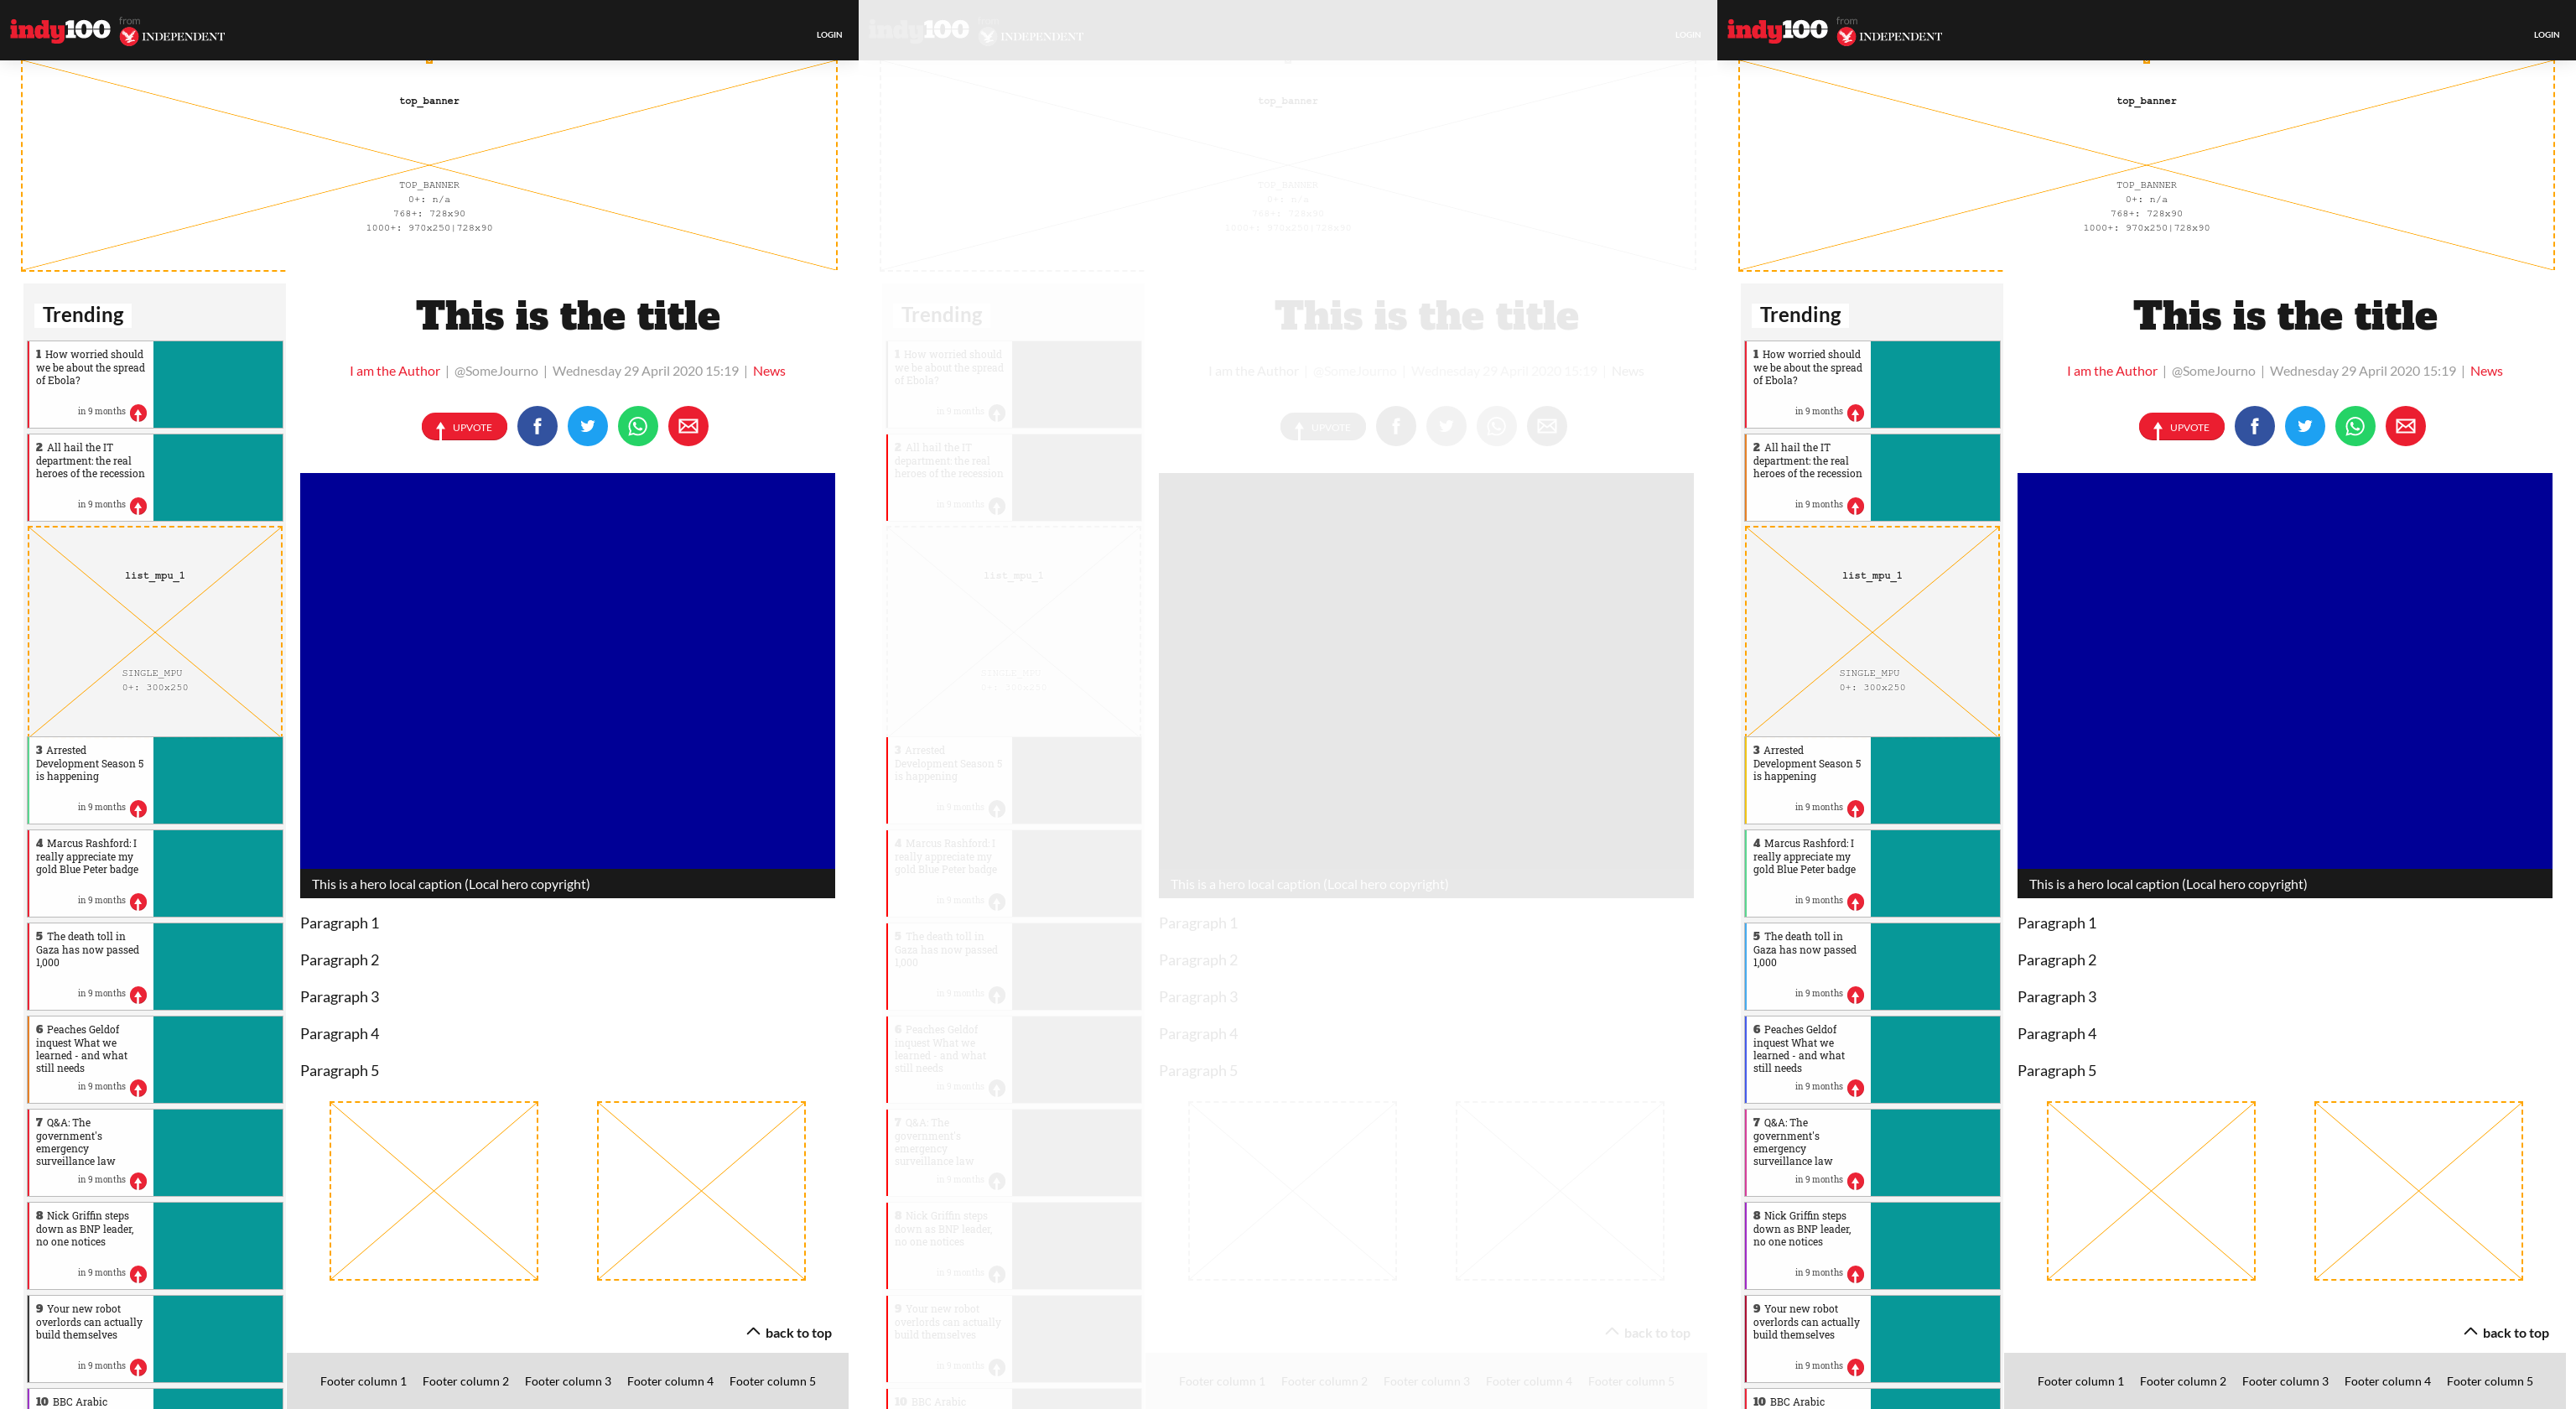 indy100
from
INDEPENDENT
LOGIN
top_banner
TOP_BANNER
0+: n/a
768+: 728x90
1000+: 970x250|728x90
Trending
1 How worried should
we be about the spread
of Ebola?
in 9 months
2 All hail the IT
department: the real
heroes of the recession
in 9 months
list_mpu_1
SINGLE_MPU
0+: 300x250
3 Arrested
Development Season 5
is happening
in 9 months
4 Marcus Rashford: I
really appreciate my
gold Blue Peter badge
in 9 months
5 The death toll in
Gaza has now passed
1,000
in 9 months
6 Peaches Geldof
inquest What we
learned - and what
still needs
in 9 months
7 Q&A: The
government's
emergency
surveillance law
in 9 months
8 Nick Griffin steps
down as BNP leader,
no one notices
in 9 months
9 Your new robot
overlords can actually
build themselves
in 9 months
10 BBC Arabic
This is the title
I am the Author | @SomeJourno | Wednesday 29 April 2020 15:19 | News
UPVOTE
This is a hero local caption (Local hero copyright)
Paragraph 1
Paragraph 2
Paragraph 3
Paragraph 4
Paragraph 5
back to top
Footer column 1 Footer column 2 Footer column 3 Footer column 4 Footer column 5
indy100
INDEPENDENT
LOGIN
top_banner
TOP_BANNER
0+: n/a
768+: 728x90
1000+: 970x250|728x90
Trending
1 How worried should
we be about the spread
of Ebola?
in 9 months
2 All hail the IT
department: the real
heroes of the recession
in 9 months
list_mpu_1
SINGLE_MPU
0+: 300x250
3 Arrested
Development Season 5
is happening
in 9 months
4 Marcus Rashford: I
really appreciate my
gold Blue Peter badge
in 9 months
5 The death toll in
Gaza has now passed
1,000
in 9 months
6 Peaches Geldof
inquest What we
learned - and what
still needs
in 9 months
7 Q&A: The
government's
emergency
surveillance law
in 9 months
8 Nick Griffin steps
down as BNP leader,
no one notices
in 9 months
9 Your new robot
overlords can actually
build themselves
in 9 months
10 BBC Arabic
This is the title
I am the Author | @SomeJourno | Wednesday 29 April 2020 15:19 | News
UPVOTE
This is a hero local caption (Local hero copyright)
Paragraph 1
Paragraph 2
Paragraph 3
Paragraph 4
Paragraph 5
back to top
Footer column 1 Footer column 2 Footer column 3 Footer column 4 Footer column 5
indy100
from
INDEPENDENT
LOGIN
top_banner
TOP_BANNER
0+: n/a
768+: 728x90
1000+: 970x250|728x90
Trending
1 How worried should
we be about the spread
of Ebola?
in 9 months
2 All hail the IT
department: the real
heroes of the recession
in 9 months
list_mpu_1
SINGLE_MPU
0+: 300x250
3 Arrested
Development Season 5
is happening
in 9 months
4 Marcus Rashford: I
really appreciate my
gold Blue Peter badge
in 9 months
5 The death toll in
Gaza has now passed
1,000
in 9 months
6 Peaches Geldof
inquest What we
learned - and what
still needs
in 9 months
7 Q&A: The
government's
emergency
surveillance law
in 9 months
8 Nick Griffin steps
down as BNP leader,
no one notices
in 9 months
9 Your new robot
overlords can actually
build themselves
in 9 months
10 BBC Arabic
This is the title
I am the Author | @SomeJourno | Wednesday 29 April 2020 15:19 | News
UPVOTE
This is a hero local caption (Local hero copyright)
Paragraph 1
Paragraph 2
Paragraph 3
Paragraph 4
Paragraph 5
back to top
Footer column 1 Footer column 2 Footer column 3 Footer column 4 Footer column 5